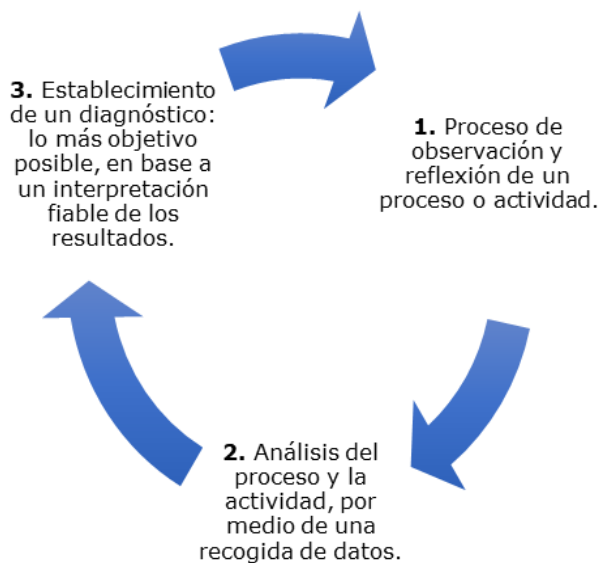 1. Proceso de
observación y
reflexión de un
proceso o actividad.
2. Análisis del
proceso y la
actividad, por
medio de una
recogida de datos.
3. Establecimiento
de un diagnóstico:
lo más objetivo
posible, en base a
un interpretación
fiable de los
resultados.